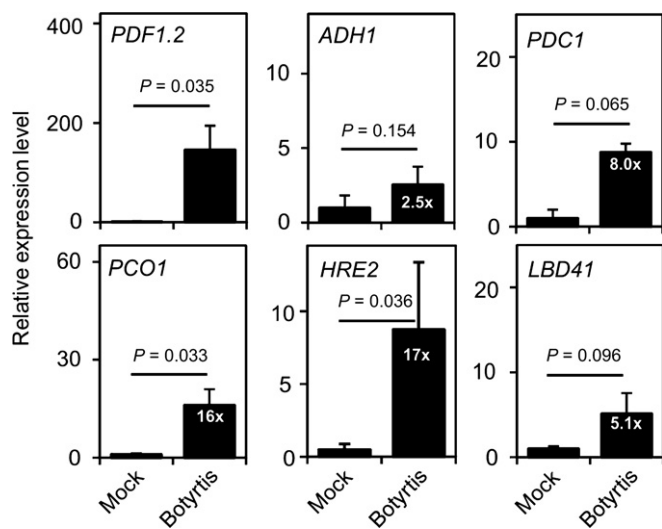 Relative expression level
PDF1.2
400
200
0
P = 0.035
ADH1
10
5
0
P = 0.154
2.5x
PDC1
20
10
0
P = 0.065
8.0x
PCO1
60
30
0
P = 0.033
16x
Mock
Botyrtis
HRE2
10
5
0
P = 0.036
17x
Mock
Botyrtis
LBD41
20
10
0
P = 0.096
5.1x
Mock
Botyrtis